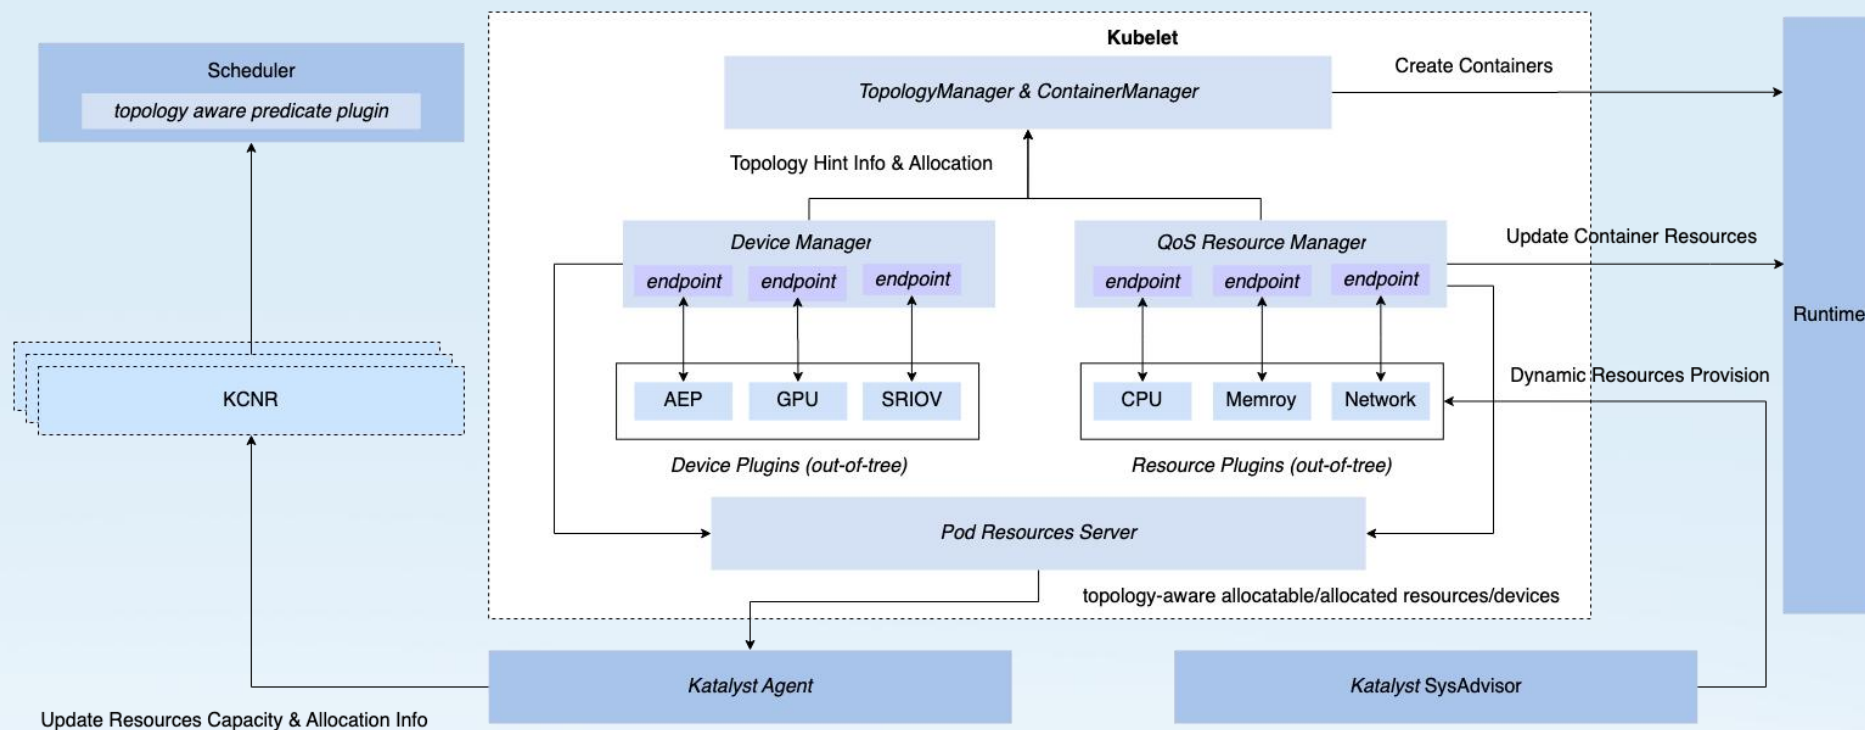 Kubelet
Scheduler
topology aware predicate plugin
TopologyManager & ContainerManager
Create Containers
Topology Hint Info & Allocation
Device Manager
endpoint
endpoint
endpoint
QoS Resource Manager
endpoint
endpoint
endpoint
Update Container Resources
Runtime
KCNR
AEP
GPU
SRIOV
CPU
Memroy
Network
Dynamic Resources Provision
Device Plugins (out-of-tree)
Resource Plugins (out-of-tree)
Pod Resources Server
topology-aware allocatable/allocated resources/devices
Katalyst Agent
Katalyst SysAdvisor
Update Resources Capacity & Allocation Info